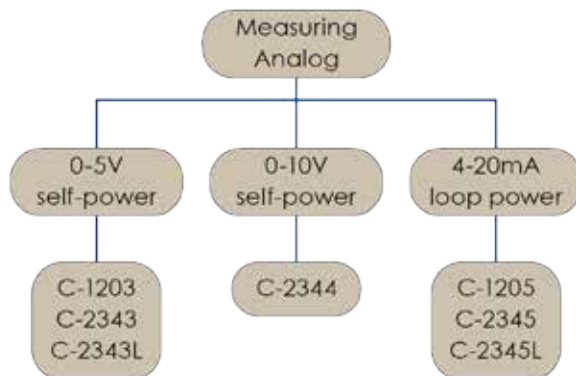 Measuring
Analog
0-5V
self-power
0-10V
self-power
4-20mA
loop power
C-1203
C-2343
C-2343L
C-2344
C-1205
C-2345
C-2345L